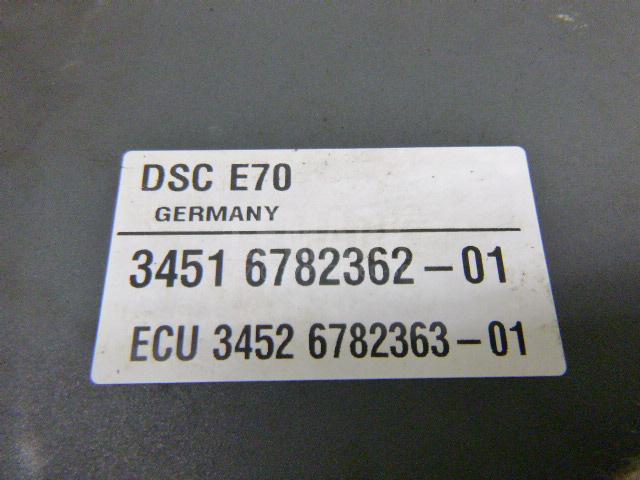 DSC E70
GERMANY
3451 6782362-01
ECU 3452 6782363-01